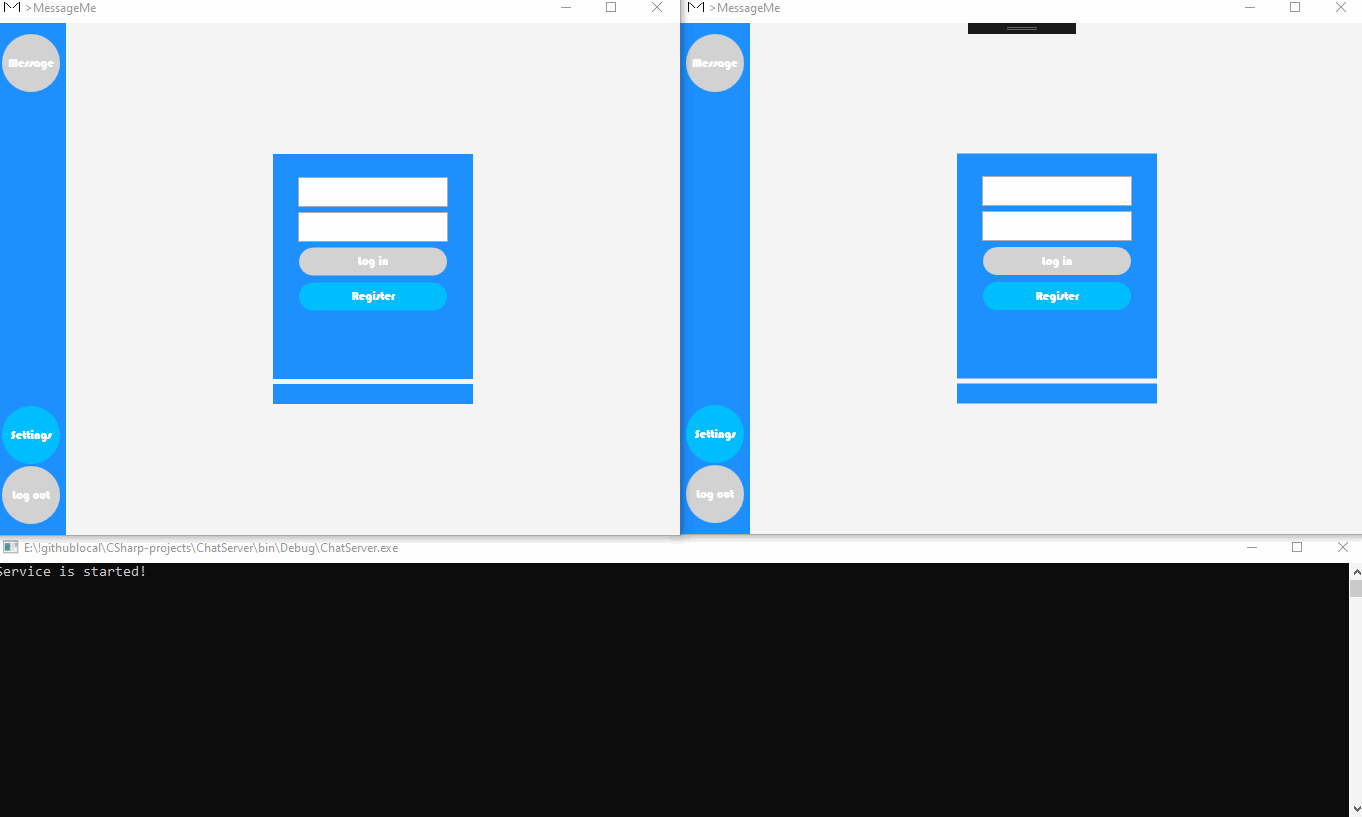 >MessageMe
Message
Log in
Register
Settings
Log out
>MessageMe
Message
Log in
Register
Settings
Log out
E:\!githublocal\CSharp-projects\ChatServer\bin\Debug\ChatServer.exe
Service is started!